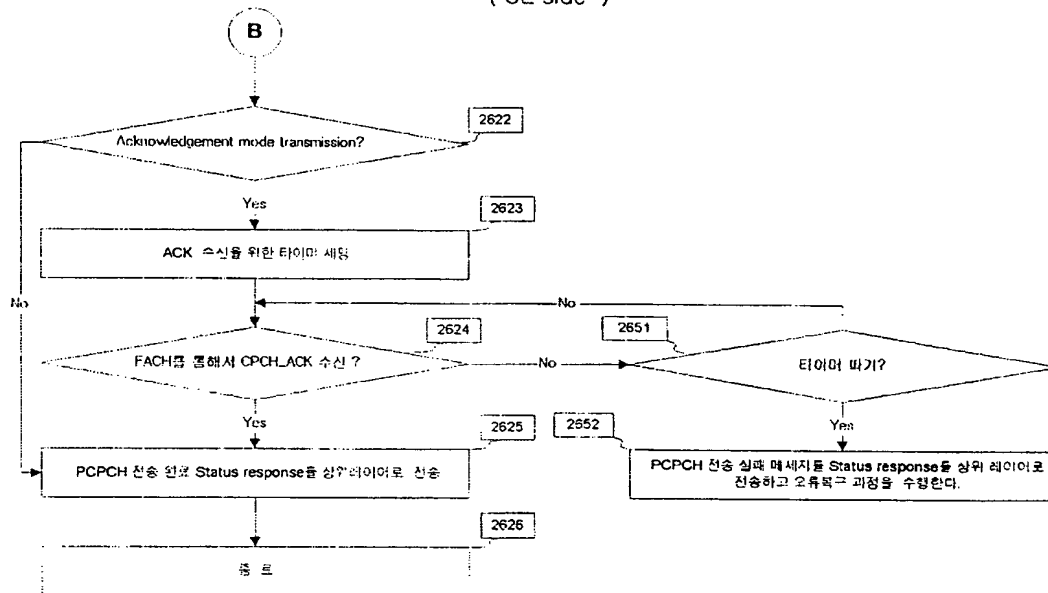 ( UE side )
B
2622
Acknowledgement mode transmission?
Yes
2623
ACK 수신을 위한 타이머 세팅
No
No
2624
2651
FACH를 통해서 CPCH_ACK 수신 ?
No
타이머
Yes
Yes
2625
2652
PCPCH 전송 완료 Status response를 상위레이어로 전송
PCPCH 전송 실패 메세지를 Status response를 상위 레이어로
전송하고 오류복구 과정을 수행한다.
2626
종 료